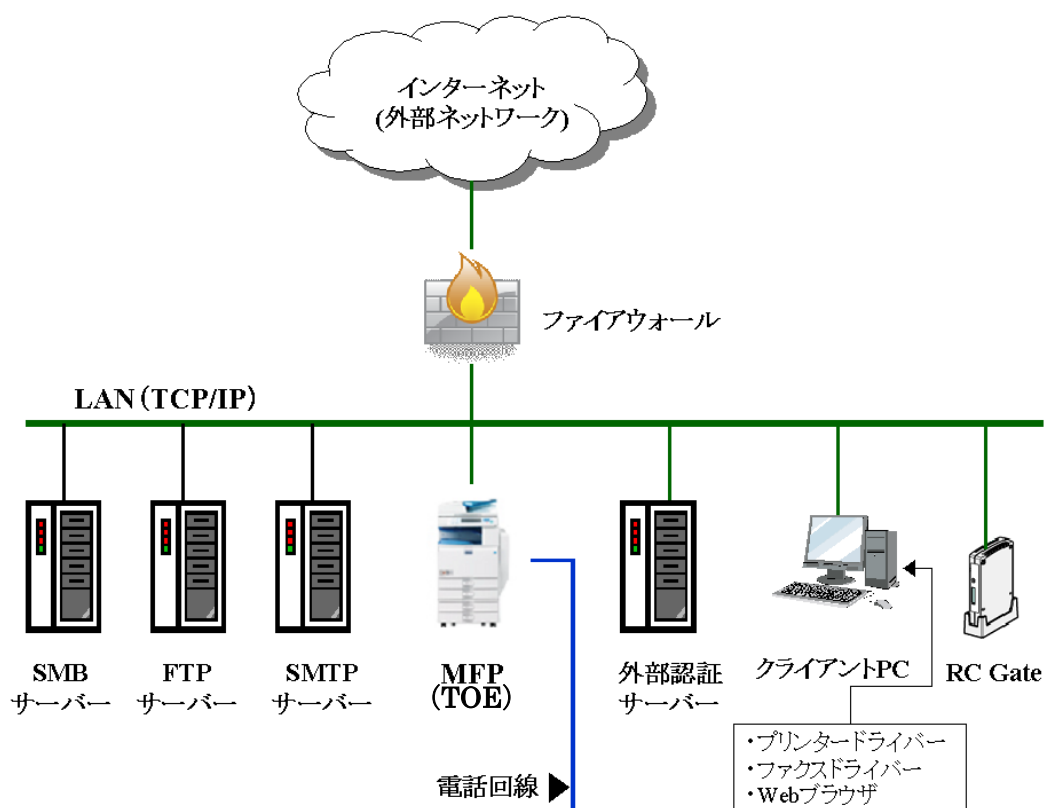 インターネット
(外部ネットワーク)
ファイアウォール
LAN(TCP/IP)
SMB
サーバー
FTP
サーバー
SMTP
サーバー
MFP
(TOE)
外部認証
サーバー
クライアントPC
RC Gate
・プリンタードライバー
・ファクスドライバー
・Webブラウザ
電話回線